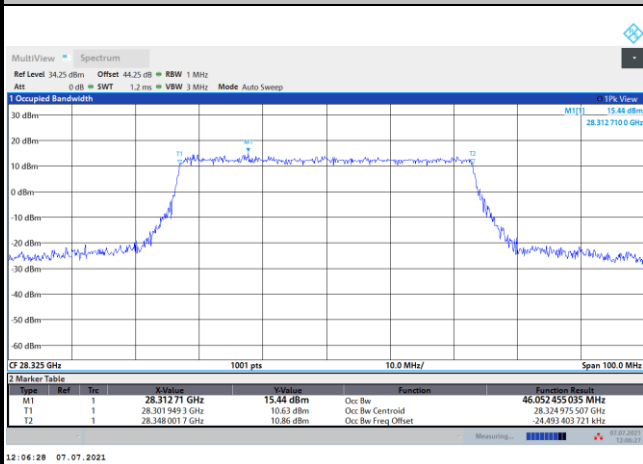 MultiView Spectrum
Ref Level 34.25 dBm Offset 44.25 dB RBW 1 MHz
Att 0 dB SWT 1.2 ms VBW 3 MHz Mode Auto Sweep
1 Occupied Bandwidth 1Pk View
M1[1] 15.44 dBm
28.312 710 0 GHz
30 dBm
20 dBm
M1
T1 T2
10 dBm
0 dBm
-10 dBm
-20 dBm
-30 dBm
-40 dBm
-50 dBm
-60 dBm
CF 28.325 GHz 1001 pts 10.0 MHz/ Span 100.0 MHz
2 Marker Table
Type Ref Trc X-Value Y-Value Function Function Result
M1 1 28.312 71 GHz 15.44 dBm Occ Bw 46.052 455 035 MHz
T1 1 28.301 949 3 GHz 10.63 dBm Occ Bw Centroid 28.324 975 507 GHz
T2 1 28.348 001 7 GHz 10.86 dBm Occ Bw Freq Offset -24.493 403 721 kHz
Measuring... 07.07.2021
12:06:27
12:06:28 07.07.2021